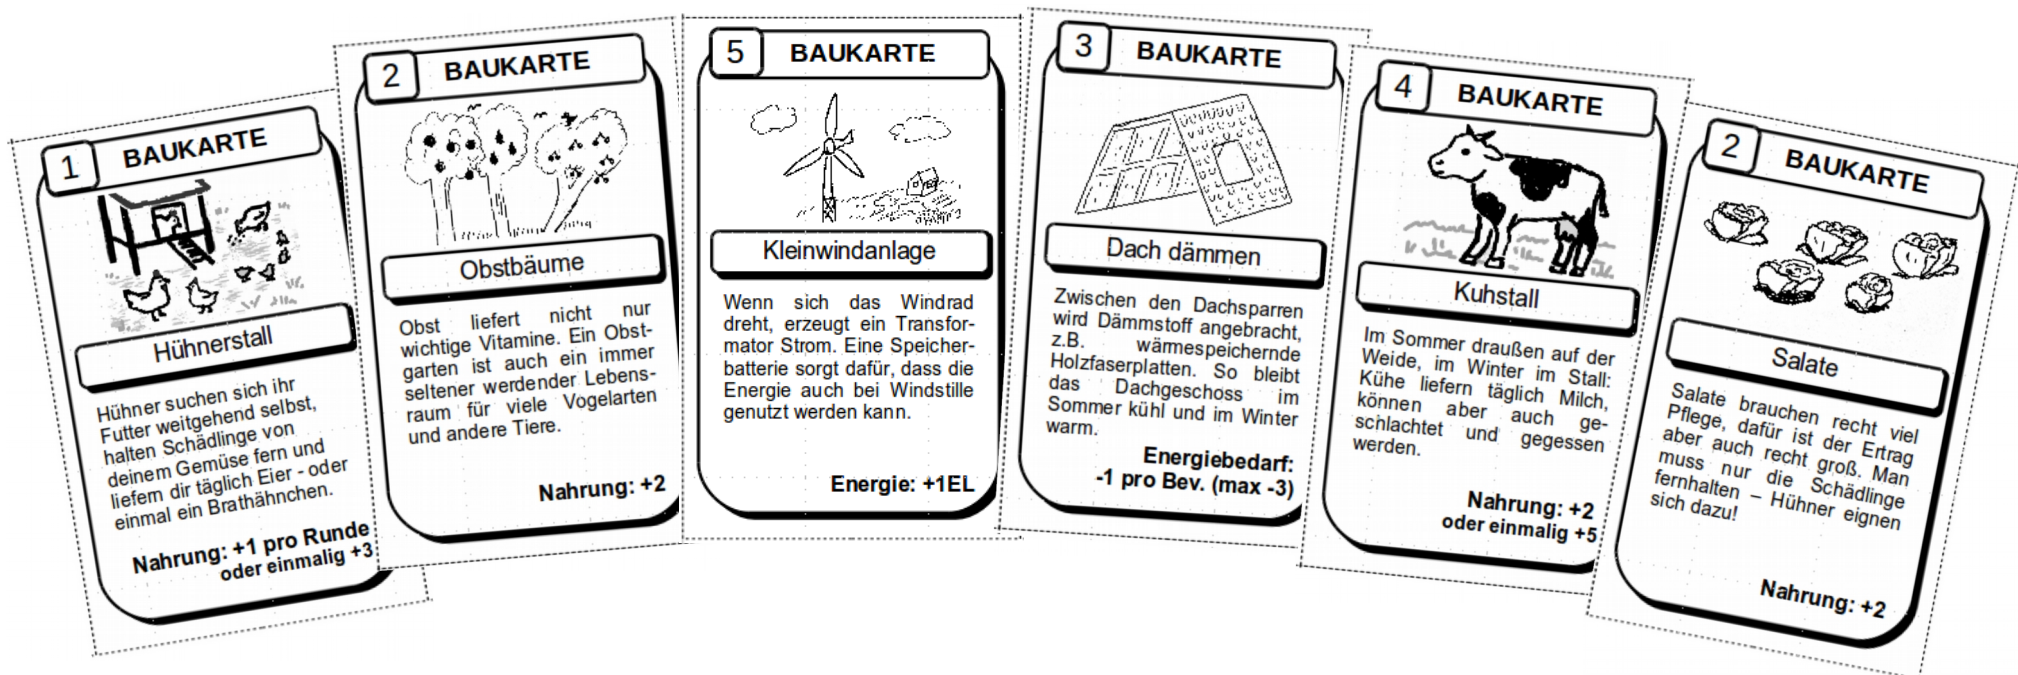 1
BAUKARTE
Hühnerstall
Hühner suchen sich ihr
Futter weitgehend selbst,
halten Schädlinge von
deinem Gemüse fern und
liefern dir täglich Eier - oder
einmal ein Brathähnchen.
Nahrung: +1 pro Runde
oder einmalig +3
2
BAUKARTE
Obstbäume
Obst liefert nicht nur
wichtige Vitamine. Ein Obst-
garten ist auch ein immer
seltener werdender Lebens-
raum für viele Vogelarten
und andere Tiere.
Nahrung: +2
5
BAUKARTE
Kleinwindanlage
Wenn sich das Windrad
dreht, erzeugt ein Transfor-
mator Strom. Eine Speicher-
batterie sorgt dafür, dass die
Energie auch bei Windstille
genutzt werden kann.
Energie: +1EL
3
BAUKARTE
Dach dämmen
Zwischen den Dachsparren
wird Dämmstoff angebracht,
z.B. wärmespeichernde
Holzfaserplatten. So bleibt
das Dachgeschoss im
Sommer kühl und im Winter
warm.
Energiebedarf:
-1 pro Bev. (max -3)
4
BAUKARTE
Kuhstall
Im Sommer draußen auf der
Weide, im Winter im Stall:
Kühe liefern täglich Milch,
können aber auch ge-
schlachtet und gegessen
werden.
Nahrung: +2
oder einmalig +5
2
BAUKARTE
Salate
Salate brauchen recht viel
Pflege, dafür ist der Ertrag
aber auch recht groß. Man
muss nur die Schädlinge
fernhalten – Hühner eignen
sich dazu!
Nahrung: +2